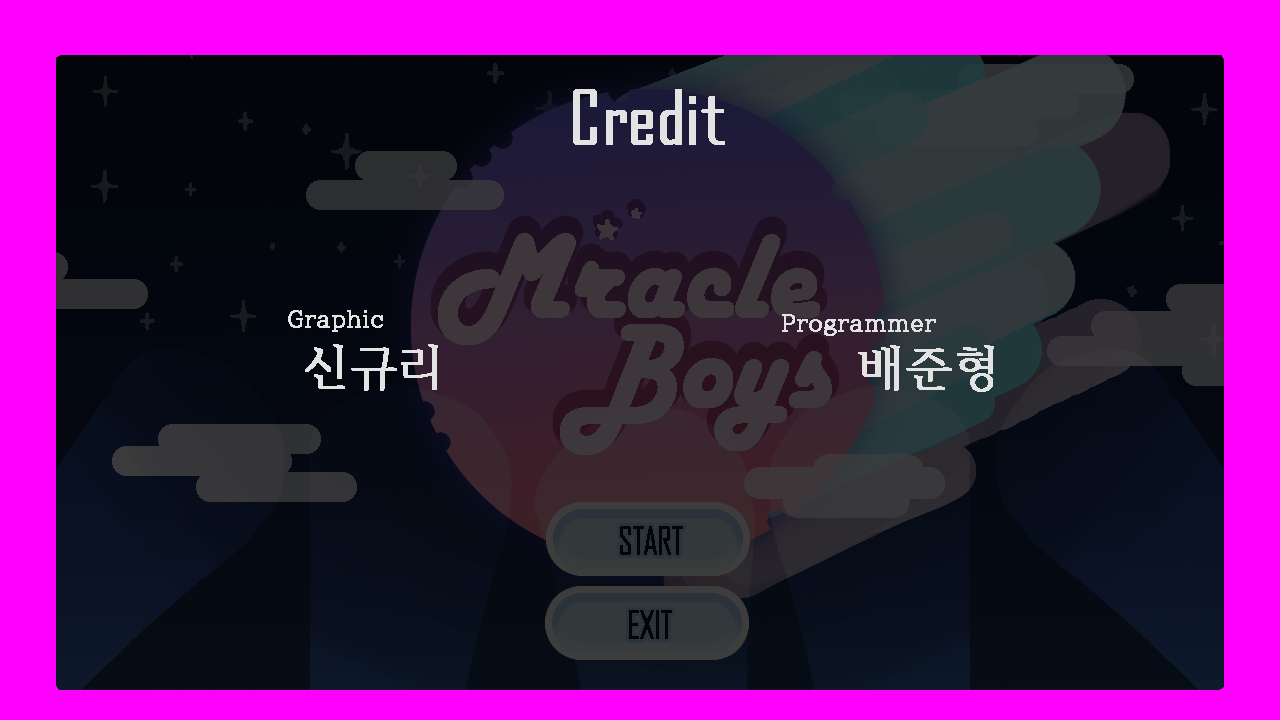 Credit
Mracle
Boys
Graphic
신규리
Programmer
배준형
START
EXIT